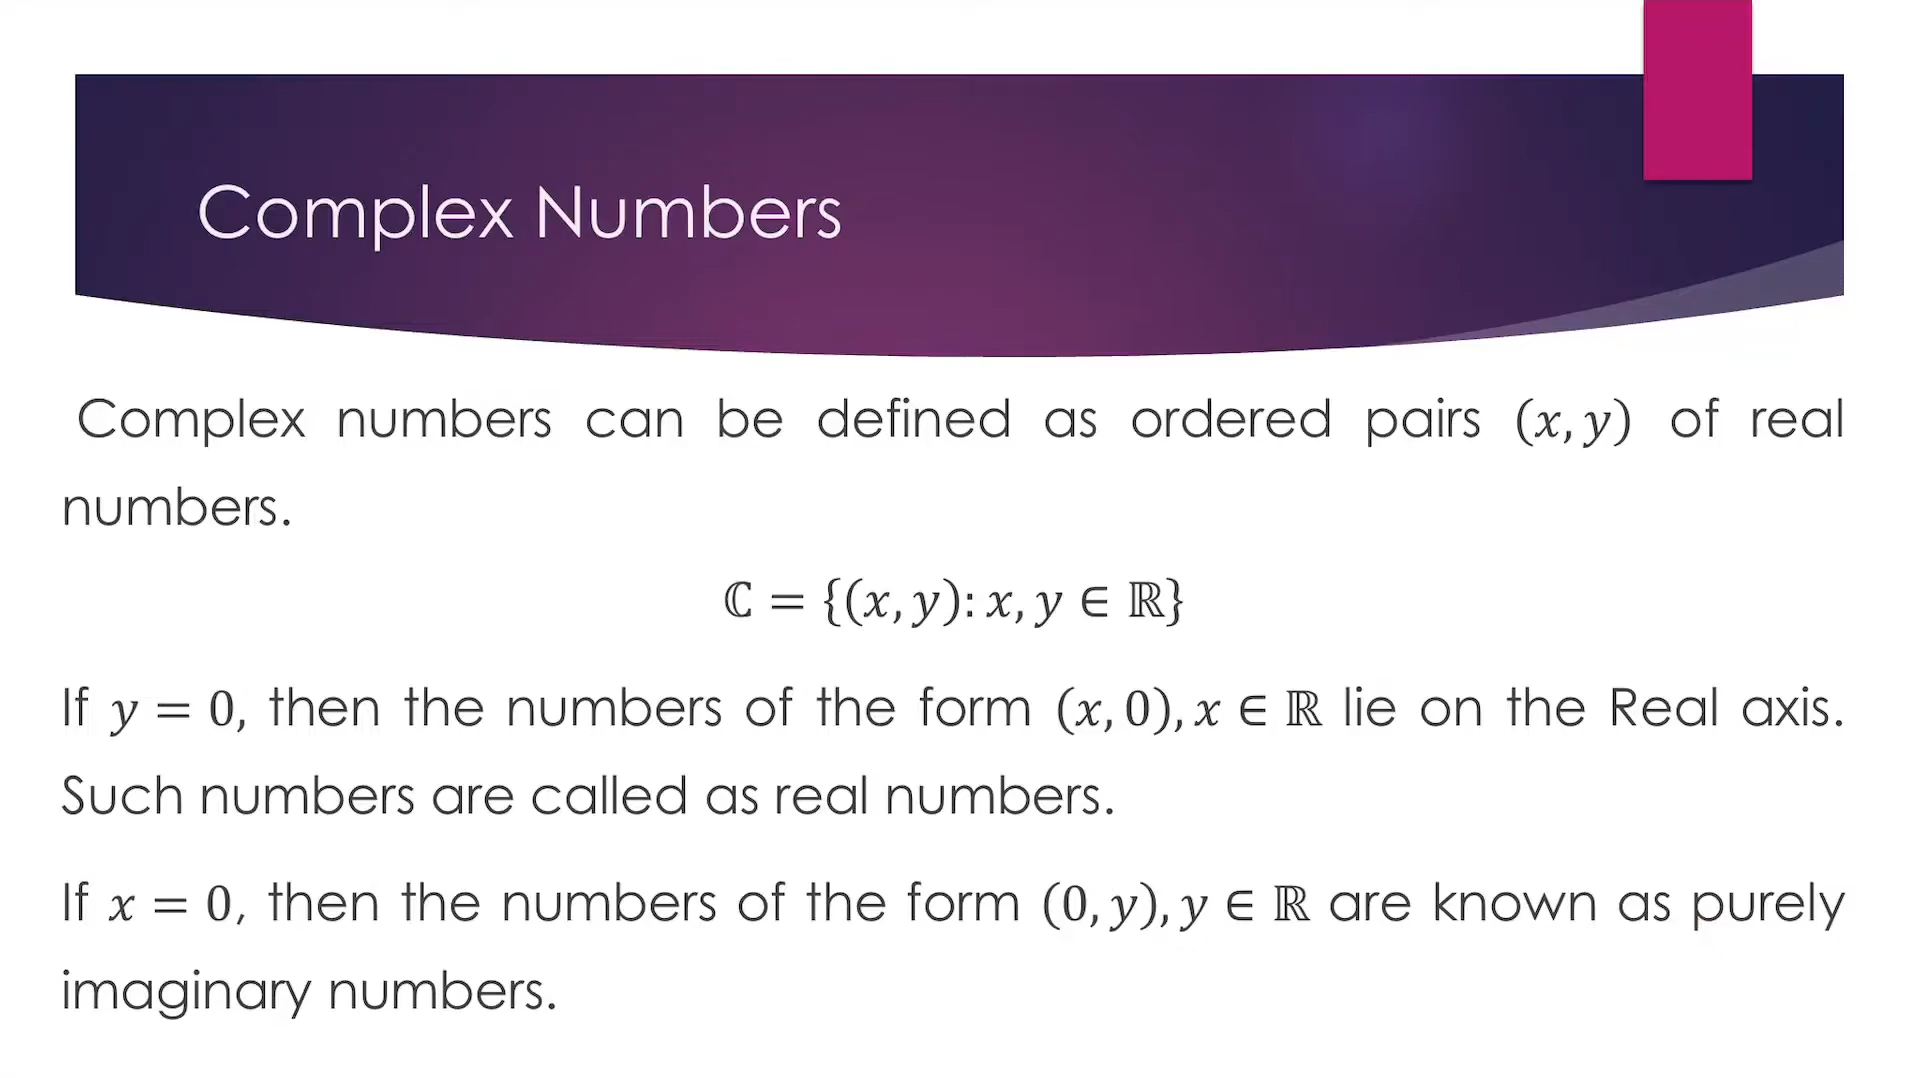 Complex Numbers
Complex numbers can be defined as ordered pairs (x, y) of real
numbers.
ℂ = {(x, y): x, y ∈ ℝ}
If y = 0, then the numbers of the form (x, 0), x ∈ ℝ lie on the Real axis.
Such numbers are called as real numbers.
If x = 0, then the numbers of the form (0, y), y ∈ ℝ are known as purely
imaginary numbers.